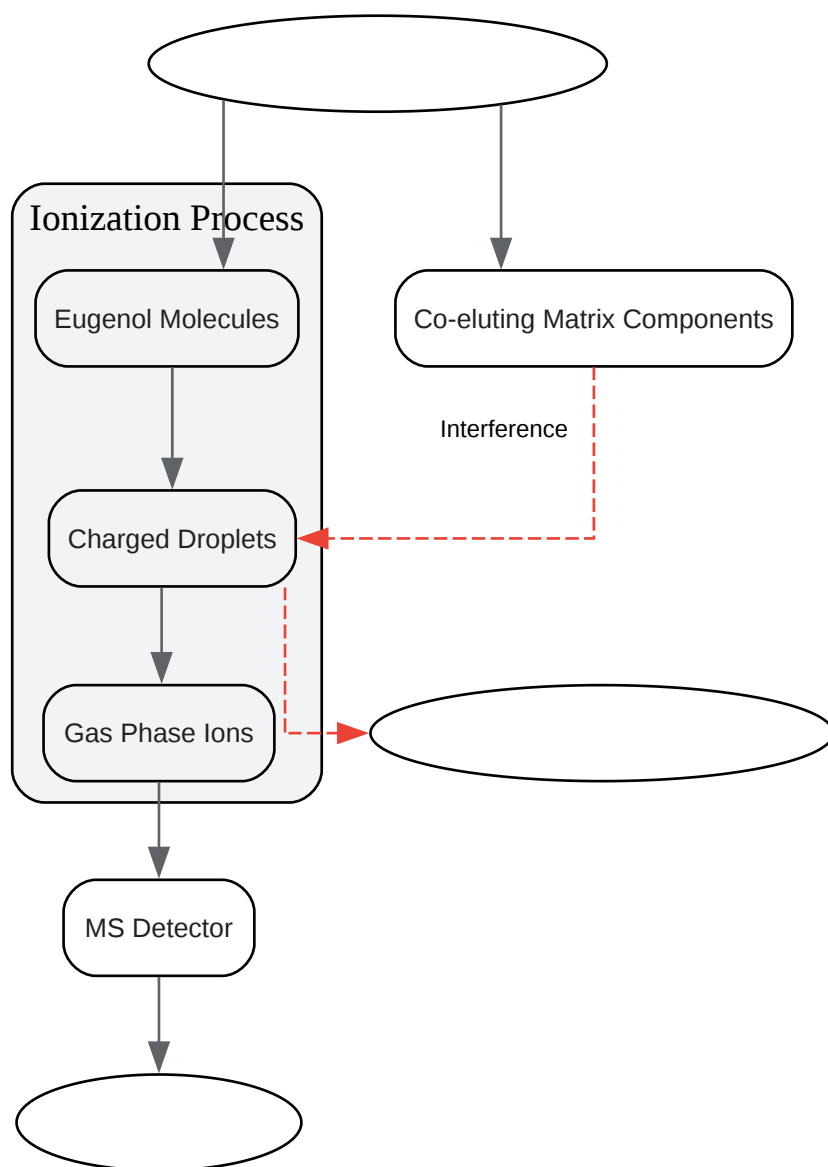 Ionization Process
Eugenol Molecules
Co-eluting Matrix Components
Interference
Charged Droplets
Gas Phase Ions
MS Detector